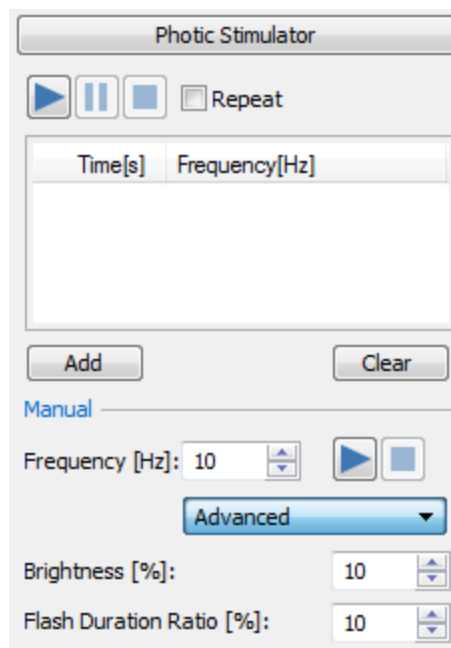 Photic Stimulator
Repeat
Time[s] Frequency[Hz]
Add Clear
Manual
Frequency [Hz]: 10
Advanced
Brightness [%]: 10
Flash Duration Ratio [%]: 10